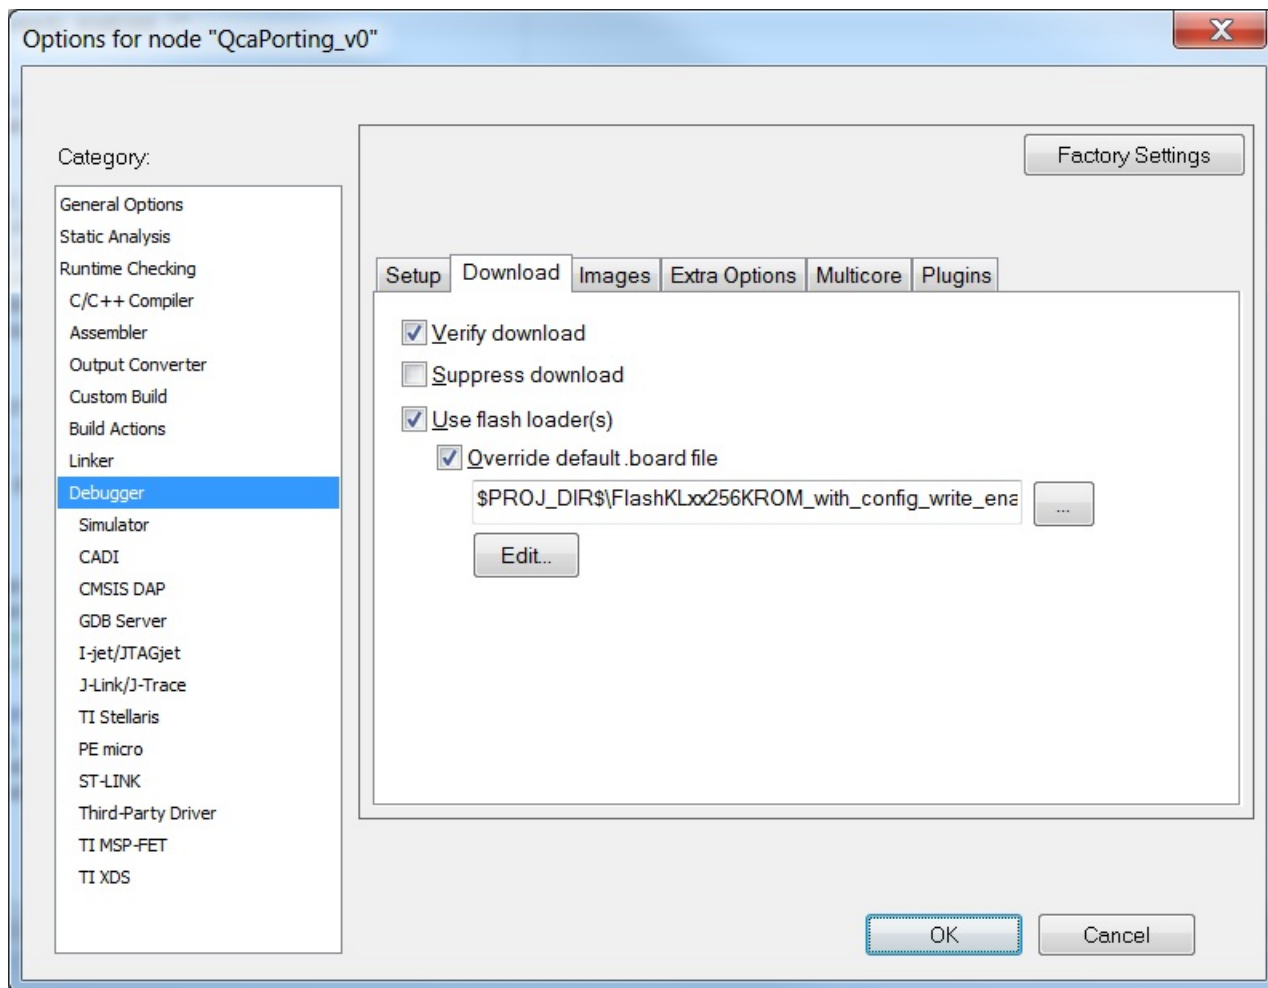 Options for node "QcaPorting_v0"
X
Category:
General Options
Static Analysis
Runtime Checking
C/C++ Compiler
Assembler
Output Converter
Custom Build
Build Actions
Linker
Debugger
Simulator
CADI
CMSIS DAP
GDB Server
I-jet/JTAGjet
J-Link/J-Trace
TI Stellaris
PE micro
ST-LINK
Third-Party Driver
TI MSP-FET
TI XDS
Factory Settings
Setup Download Images Extra Options Multicore Plugins
Verify download
Suppress download
Use flash loader(s)
Override default .board file
$PROJ_DIR$\FlashKLxx256KROM_with_config_write_ena ...
Edit...
OK Cancel